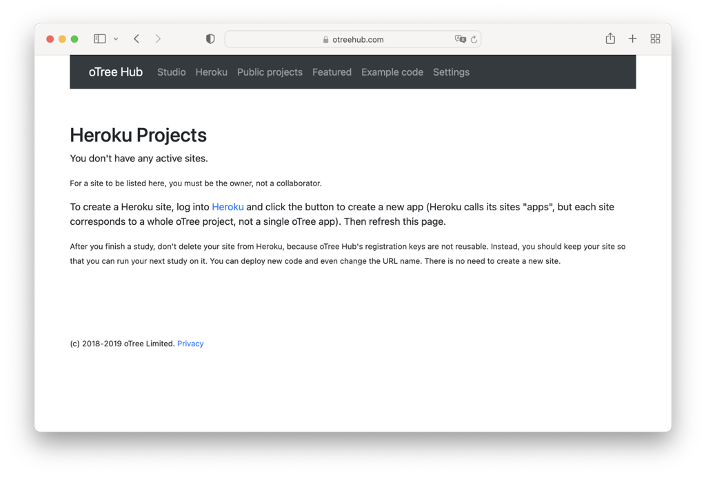 otreehub.com
oTree Hub Studio Heroku Public projects Featured Example code Settings
Heroku Projects
You don't have any active sites.
For a site to be listed here, you must be the owner, not a collaborator.
To create a Heroku site, log into Heroku and click the button to create a new app (Heroku calls its sites "apps", but each site
corresponds to a whole oTree project, not a single oTree app). Then refresh this page.
After you finish a study, don't delete your site from Heroku, because oTree Hub's registration keys are not reusable. Instead, you should keep your site so
that you can run your next study on it. You can deploy new code and even change the URL name. There is no need to create a new site.
(c) 2018-2019 oTree Limited. Privacy